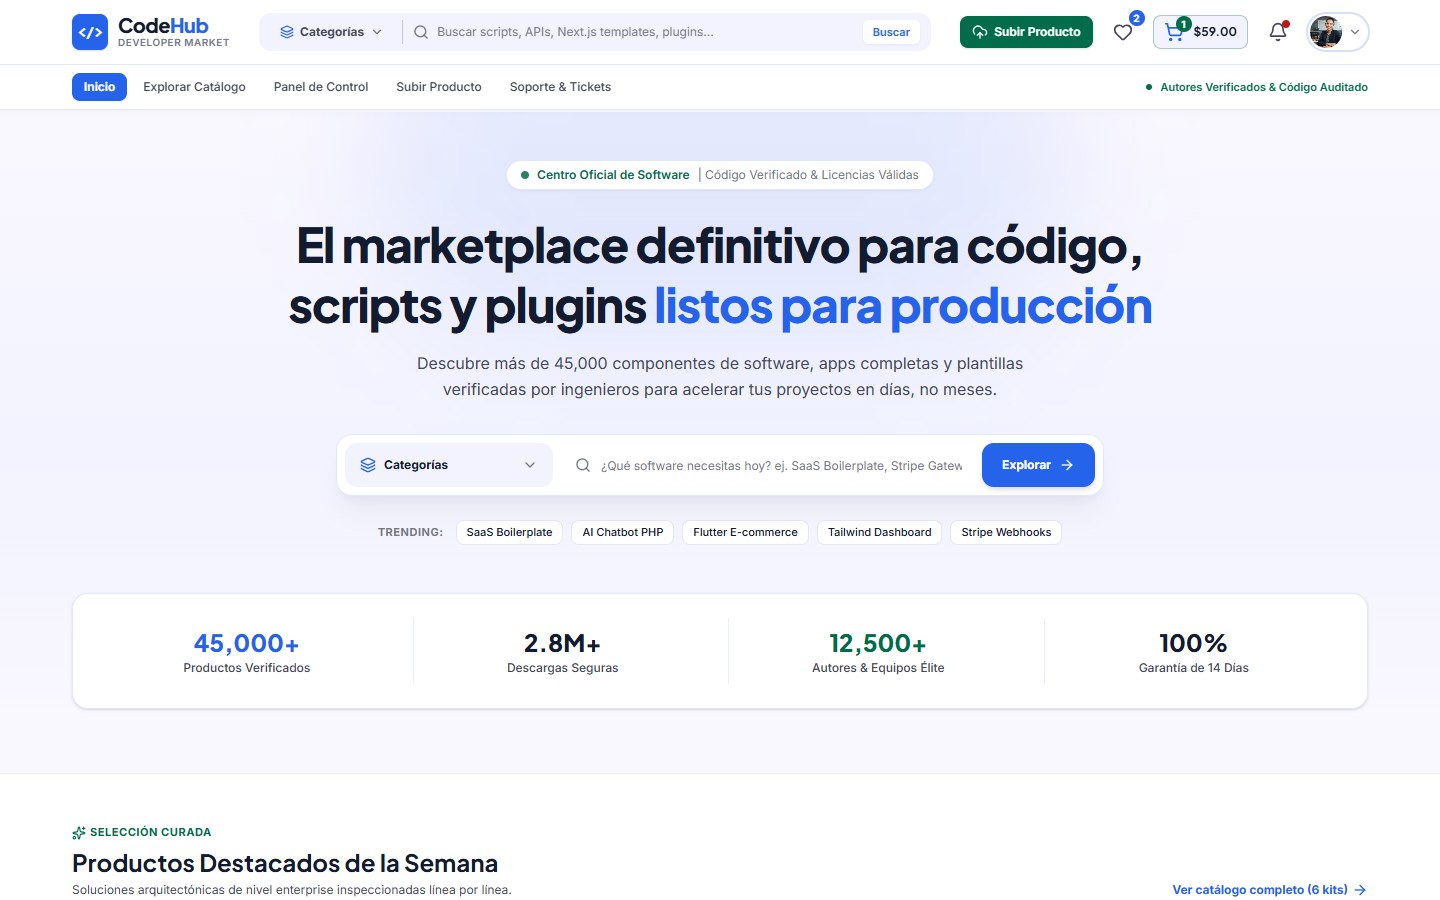 CodeHub
DEVELOPER MARKET
Categorías
Buscar scripts, APIs, Next.js templates, plugins...
Buscar
Subir Producto
2
1
$59.00
Inicio
Explorar Catálogo
Panel de Control
Subir Producto
Soporte & Tickets
Autores Verificados & Código Auditado
Centro Oficial de Software | Código Verificado & Licencias Válidas
El marketplace definitivo para código,
scripts y plugins listos para producción
Descubre más de 45,000 componentes de software, apps completas y plantillas
verificadas por ingenieros para acelerar tus proyectos en días, no meses.
Categorías
¿Qué software necesitas hoy? ej. SaaS Boilerplate, Stripe Gatew
Explorar
TRENDING:
SaaS Boilerplate
AI Chatbot PHP
Flutter E-commerce
Tailwind Dashboard
Stripe Webhooks
45,000+
Productos Verificados
2.8M+
Descargas Seguras
12,500+
Autores & Equipos Élite
100%
Garantía de 14 Días
SELECCIÓN CURADA
Productos Destacados de la Semana
Soluciones arquitectónicas de nivel enterprise inspeccionadas línea por línea.
Ver catálogo completo (6 kits)